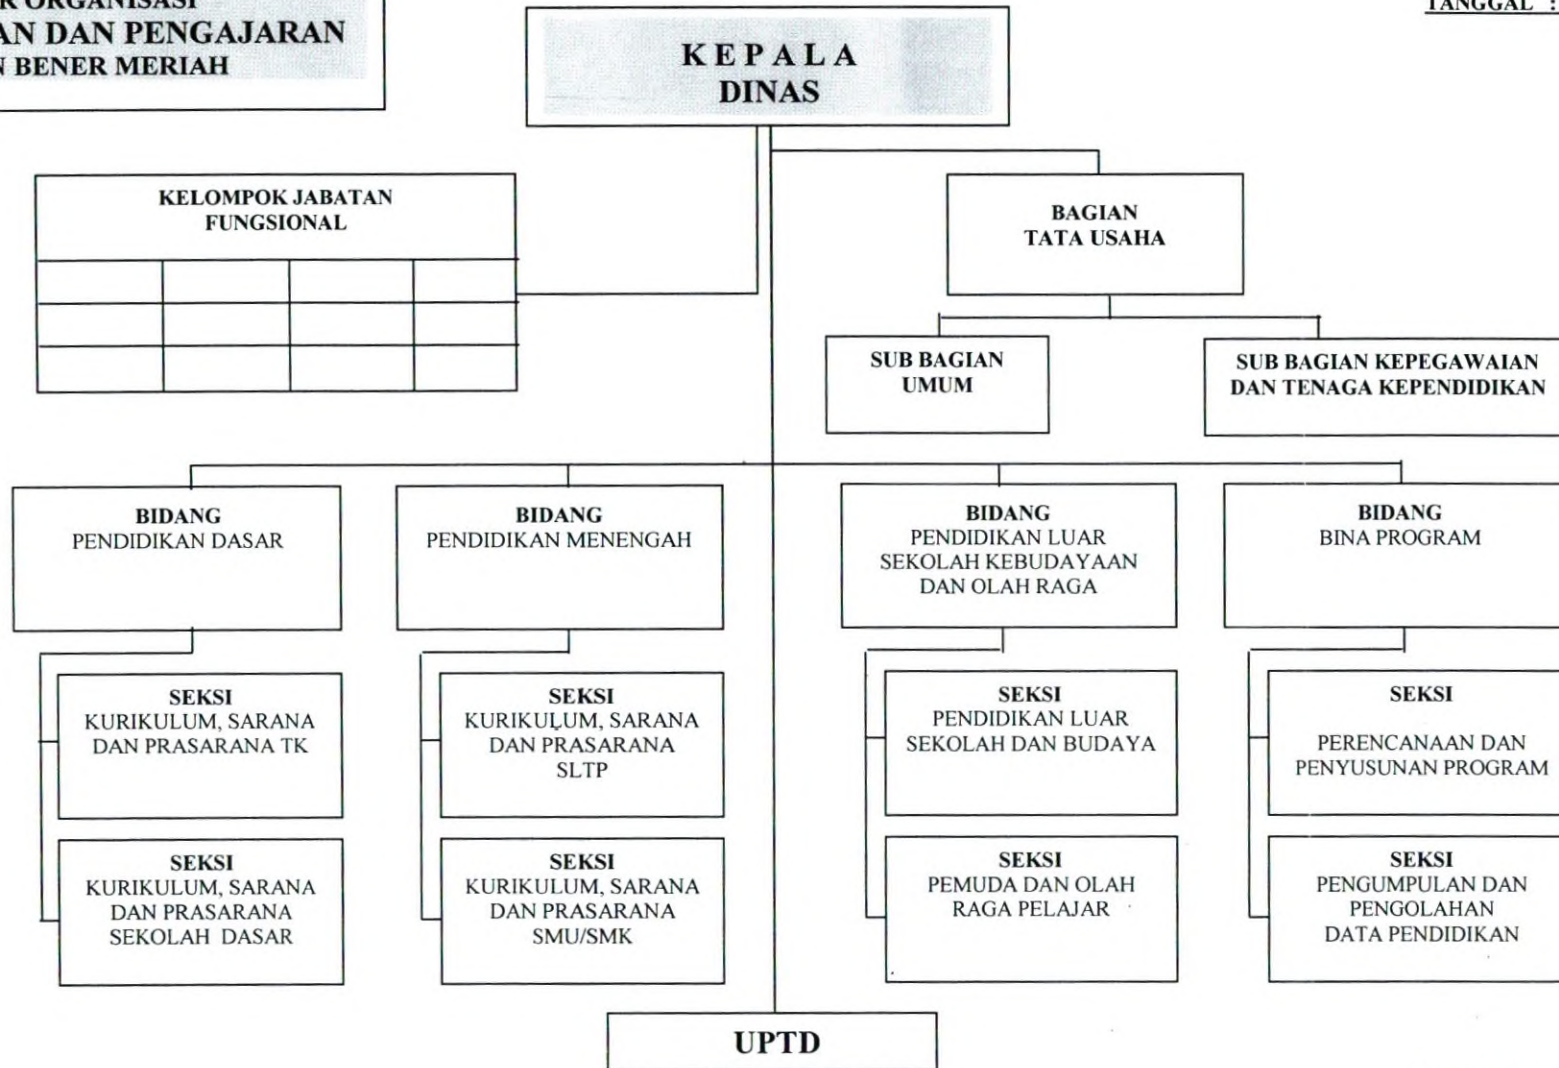 ORGANISASI
AN DAN PENGAJARAN
BENER MERIAH
TANGGAL :
KEPALA
DINAS
KELOMPOK JABATAN
FUNGSIONAL
BAGIAN
TATA USAHA
SUB BAGIAN
UMUM
SUB BAGIAN KEPEGAWAIAN
DAN TENAGA KEPENDIDIKAN
BIDANG
PENDIDIKAN DASAR
BIDANG
PENDIDIKAN MENENGAH
BIDANG
PENDIDIKAN LUAR
SEKOLAH KEBUDAYAAN
DAN OLAH RAGA
BIDANG
BINA PROGRAM
SEKSI
KURIKULUM, SARANA
DAN PRASARANA TK
SEKSI
KURIKULUM, SARANA
DAN PRASARANA
SLTP
SEKSI
PENDIDIKAN LUAR
SEKOLAH DAN BUDAYA
SEKSI
PERENCANAAN DAN
PENYUSUNAN PROGRAM
SEKSI
KURIKULUM, SARANA
DAN PRASARANA
SEKOLAH DASAR
SEKSI
KURIKULUM, SARANA
DAN PRASARANA
SMU/SMK
SEKSI
PEMUDA DAN OLAH
RAGA PELAJAR
SEKSI
PENGUMPULAN DAN
PENGOLAHAN
DATA PENDIDIKAN
UPTD